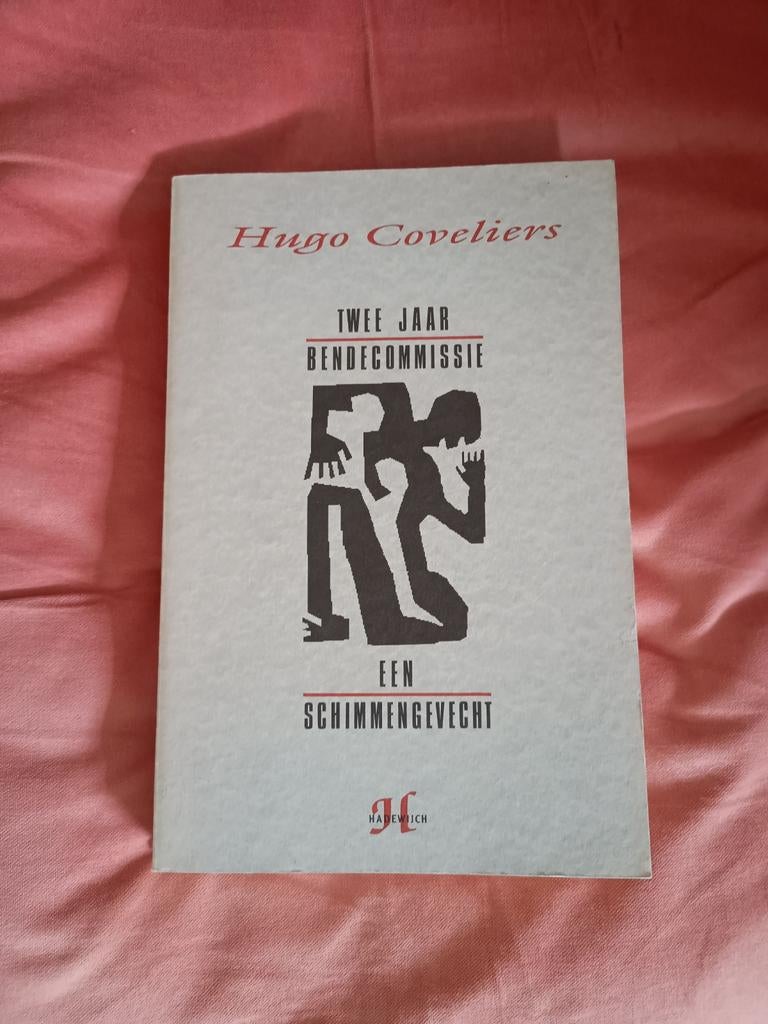 Hugo Coveliers
TWEE JAAR
BENDECOMMISSIE
EEN
SCHIMMENGEVECHT
H
HADEWIJCH